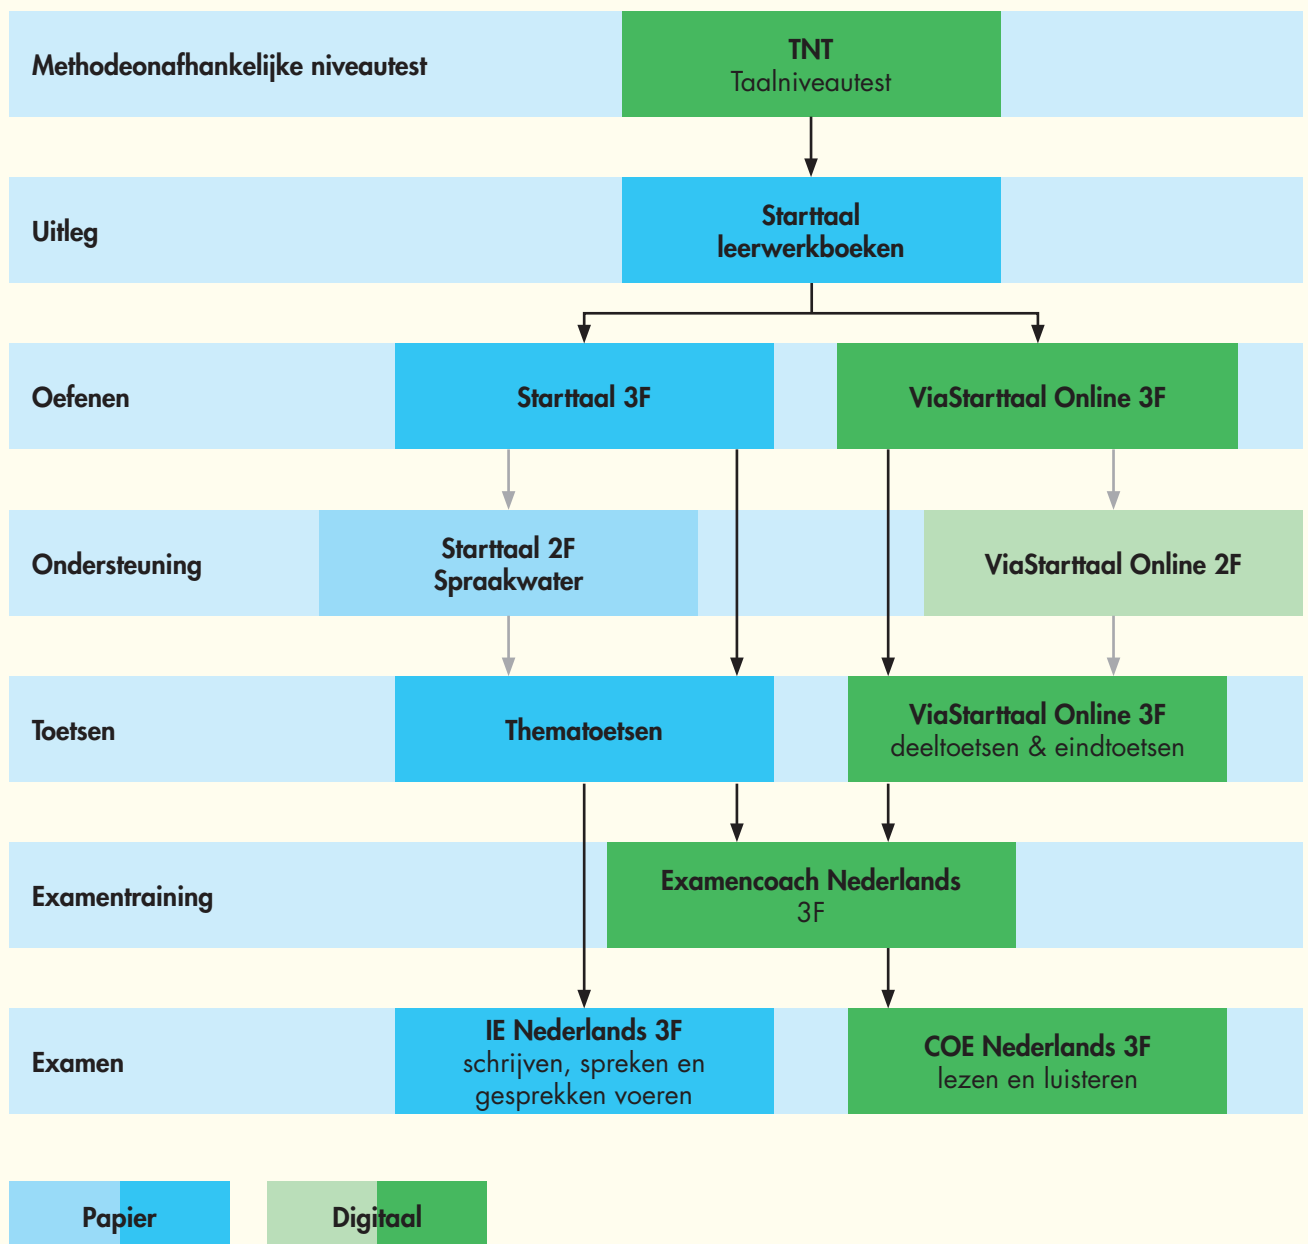 Methodeonafhankelijke niveautest
TNT
Taalniveautest
Uitleg
Starttaal
leerwerkboeken
Oefenen
Starttaal 3F
ViaStarttaal Online 3F
Ondersteuning
Starttaal 2F
Spraakwater
ViaStarttaal Online 2F
Toetsen
Thematoetsen
ViaStarttaal Online 3F
deeltoetsen & eindtoetsen
Examentraining
Examencoach Nederlands
3F
Examen
IE Nederlands 3F
schrijven, spreken en
gesprekken voeren
COE Nederlands 3F
lezen en luisteren
Papier
Digitaal